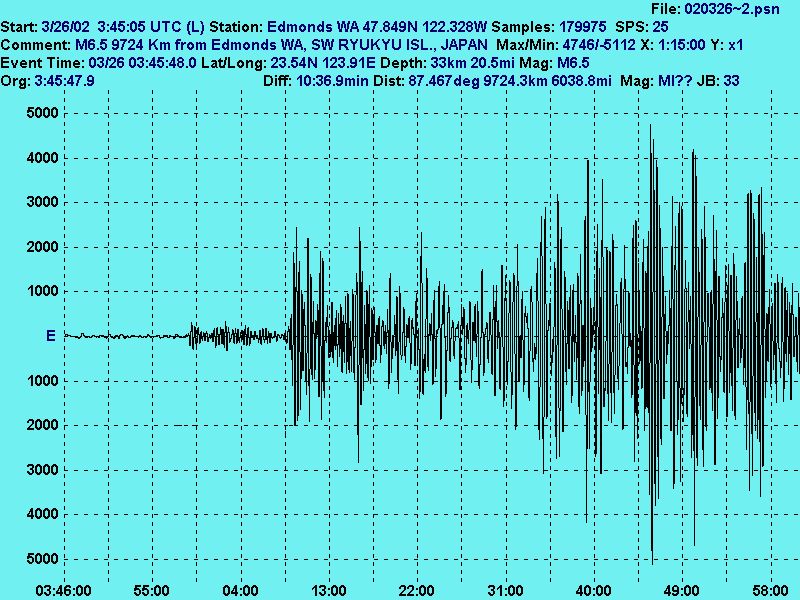 File: 020326~2.psn
Start: 3/26/02 3:45:05 UTC (L) Station: Edmonds WA 47.849N 122.328W Samples: 179975 SPS: 25
Comment: M6.5 9724 Km from Edmonds WA, SW RYUKYU ISL., JAPAN Max/Min: 4746/-5112 X: 1:15:00 Y: x1
Event Time: 03/26 03:45:48.0 Lat/Long: 23.54N 123.91E Depth: 33km 20.5mi Mag: M6.5
Org: 3:45:47.9 Diff: 10:36.9min Dist: 87.467deg 9724.3km 6038.8mi Mag: Ml?? JB: 33
5000
4000
3000
2000
1000
E
1000
2000
3000
4000
5000
03:46:00 55:00 04:00 13:00 22:00 31:00 40:00 49:00 58:00